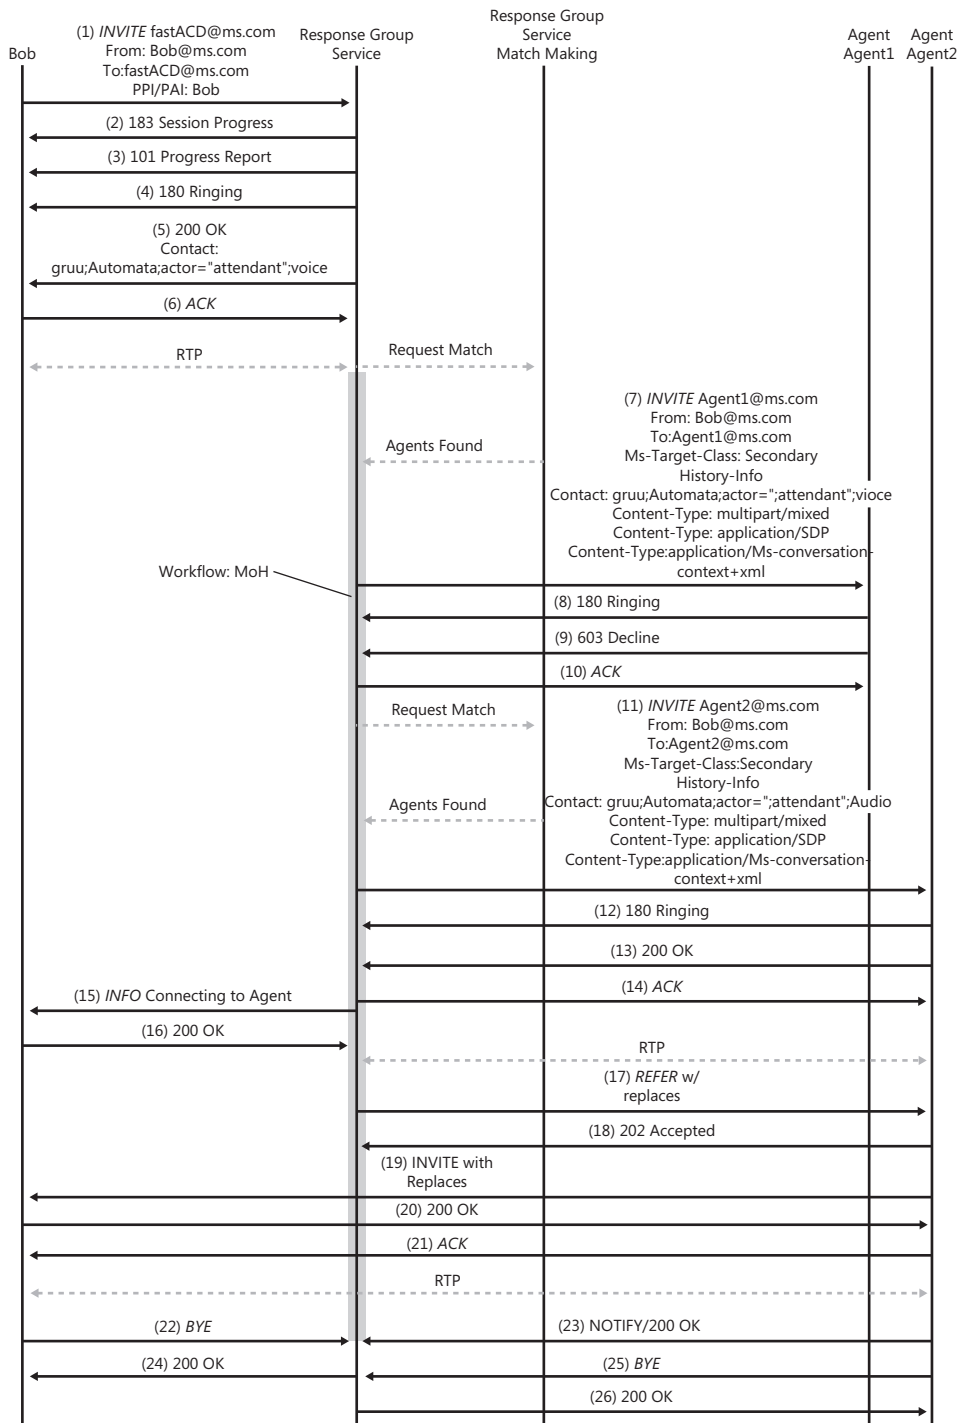 Bob
(1) INVITE fastACD@ms.com
From: Bob@ms.com
To:fastACD@ms.com
PPI/PAI: Bob
Response Group
Service
Response Group
Service
Match Making
Agent
Agent1
Agent
Agent2
(2) 183 Session Progress
(3) 101 Progress Report
(4) 180 Ringing
(5) 200 OK
Contact:
gruu;Automata;actor="attendant";voice
(6) ACK
RTP
Request Match
Agents Found
(7) INVITE Agent1@ms.com
From: Bob@ms.com
To:Agent1@ms.com
Ms-Target-Class: Secondary
History-Info
Contact: gruu;Automata;actor=";attendant";vioce
Content-Type: multipart/mixed
Content-Type: application/SDP
Content-Type:application/Ms-conversation-
context+xml
Workflow: MoH
(8) 180 Ringing
(9) 603 Decline
(10) ACK
Request Match
Agents Found
(11) INVITE Agent2@ms.com
From: Bob@ms.com
To:Agent2@ms.com
Ms-Target-Class:Secondary
History-Info
Contact: gruu;Automata;actor=";attendant";Audio
Content-Type: multipart/mixed
Content-Type: application/SDP
Content-Type:application/Ms-conversation-
context+xml
(12) 180 Ringing
(13) 200 OK
(14) ACK
(15) INFO Connecting to Agent
(16) 200 OK
RTP
(17) REFER w/
replaces
(18) 202 Accepted
(19) INVITE with
Replaces
(20) 200 OK
(21) ACK
RTP
(22) BYE
(23) NOTIFY/200 OK
(24) 200 OK
(25) BYE
(26) 200 OK